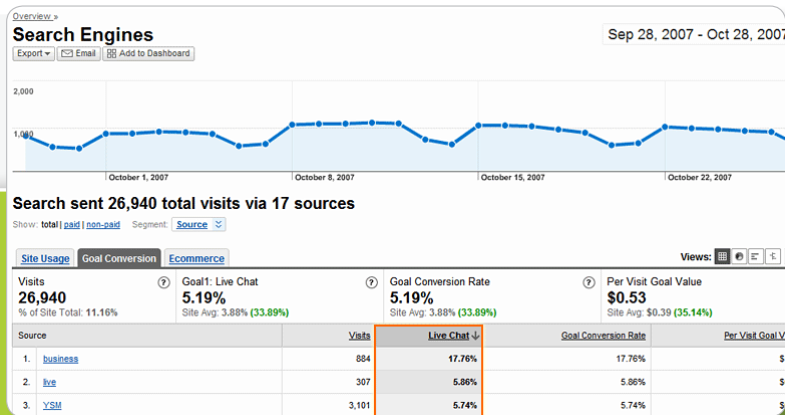 Overview »
Search Engines
Sep 28, 2007 - Oct 28, 2007
Export Email Add to Dashboard
2,000
1,000
October 1, 2007 October 8, 2007 October 15, 2007 October 22, 2007
Search sent 26,940 total visits via 17 sources
Show: total | paid | non-paid Segment: Source
Site Usage Goal Conversion Ecommerce Views:
Visits Goal1: Live Chat Goal Conversion Rate Per Visit Goal Value
26,940 5.19% 5.19% $0.53
% of Site Total: 11.16% Site Avg: 3.88% (33.89%) Site Avg: 3.88% (33.89%) Site Avg: $0.39 (35.14%)
Source Visits Live Chat Goal Conversion Rate Per Visit Goal V
1. business 884 17.76% 17.76% $
2. live 307 5.86% 5.86% $
3. YSM 3,101 5.74% 5.74% $